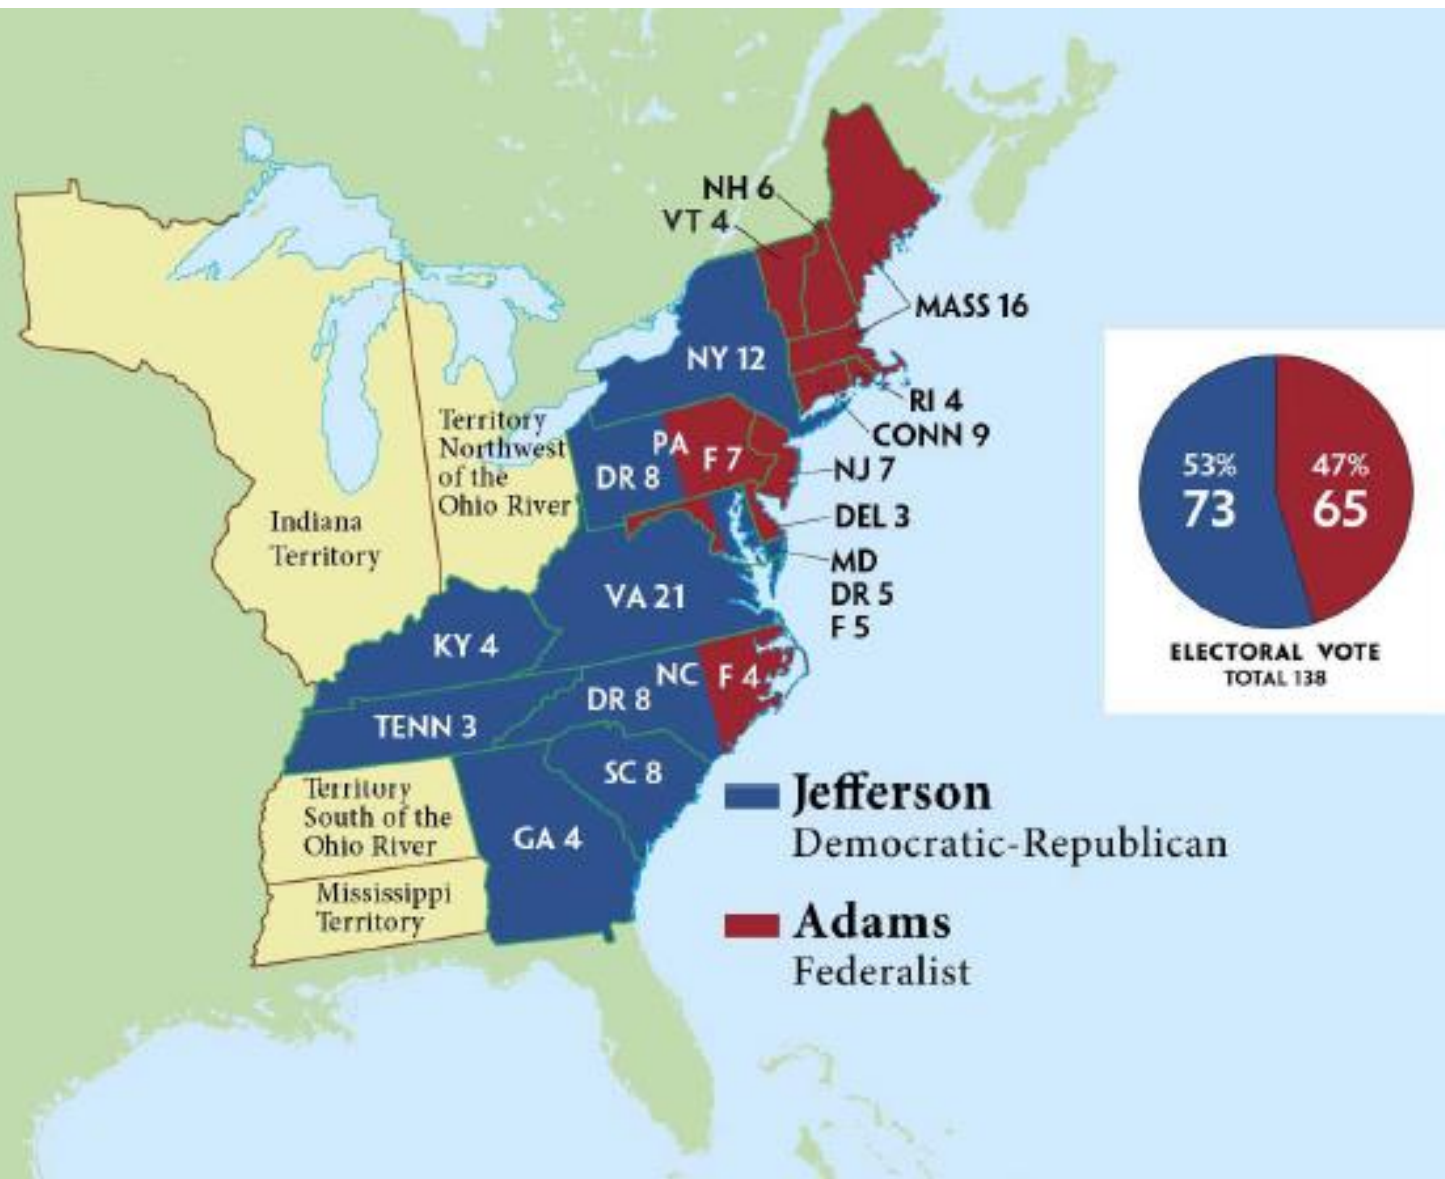 NH 6
VT 4
MASS 16
NY 12
RI 4
CONN 9
Territory
Northwest
of the
Ohio River
PA
F 7
DR 8
NJ 7
53%
73
47%
65
DEL 3
Indiana
Territory
MD
DR 5
F 5
VA 21
KY 4
ELECTORAL VOTE
TOTAL 138
NC
F 4
DR 8
TENN 3
SC 8
Territory
South of the
Ohio River
GA 4
Jefferson
Democratic-Republican
Mississippi
Territory
Adams
Federalist